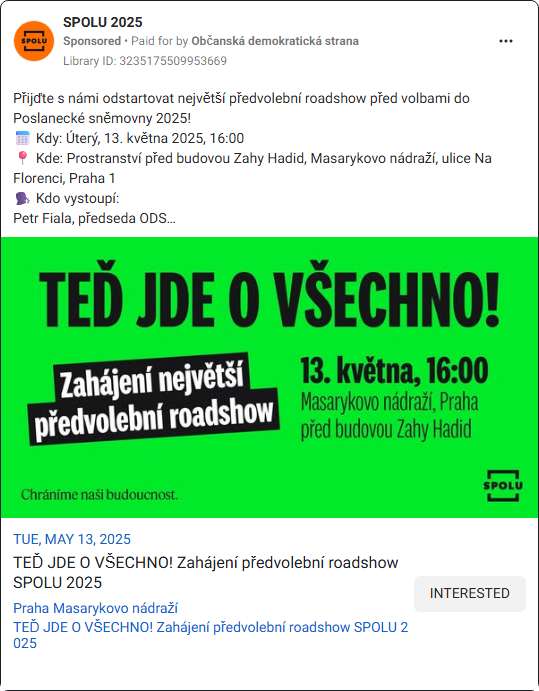 SPOLU 2025
Sponsored • Paid for by Občanská demokratická strana
Library ID: 3235175509953669
SPOLU
Přijďte s námi odstartovat největší předvolební roadshow před volbami do
Poslanecké sněmovny 2025!
🗓️ Kdy: Úterý, 13. května 2025, 16:00
📍 Kde: Prostranství před budovou Zahy Hadid, Masarykovo nádraží, ulice Na
Florenci, Praha 1
🗣️ Kdo vystoupí:
Petr Fiala, předseda ODS…
TEĎ JDE O VŠECHNO!
Zahájení největší
předvolební roadshow
13. května, 16:00
Masarykovo nádraží, Praha
před budovou Zahy Hadid
Chráníme naši budoucnost.
SPOLU
TUE, MAY 13, 2025
TEĎ JDE O VŠECHNO! Zahájení předvolební roadshow
SPOLU 2025
Praha Masarykovo nádraží
TEĎ JDE O VŠECHNO! Zahájení předvolební roadshow SPOLU 2
025
INTERESTED